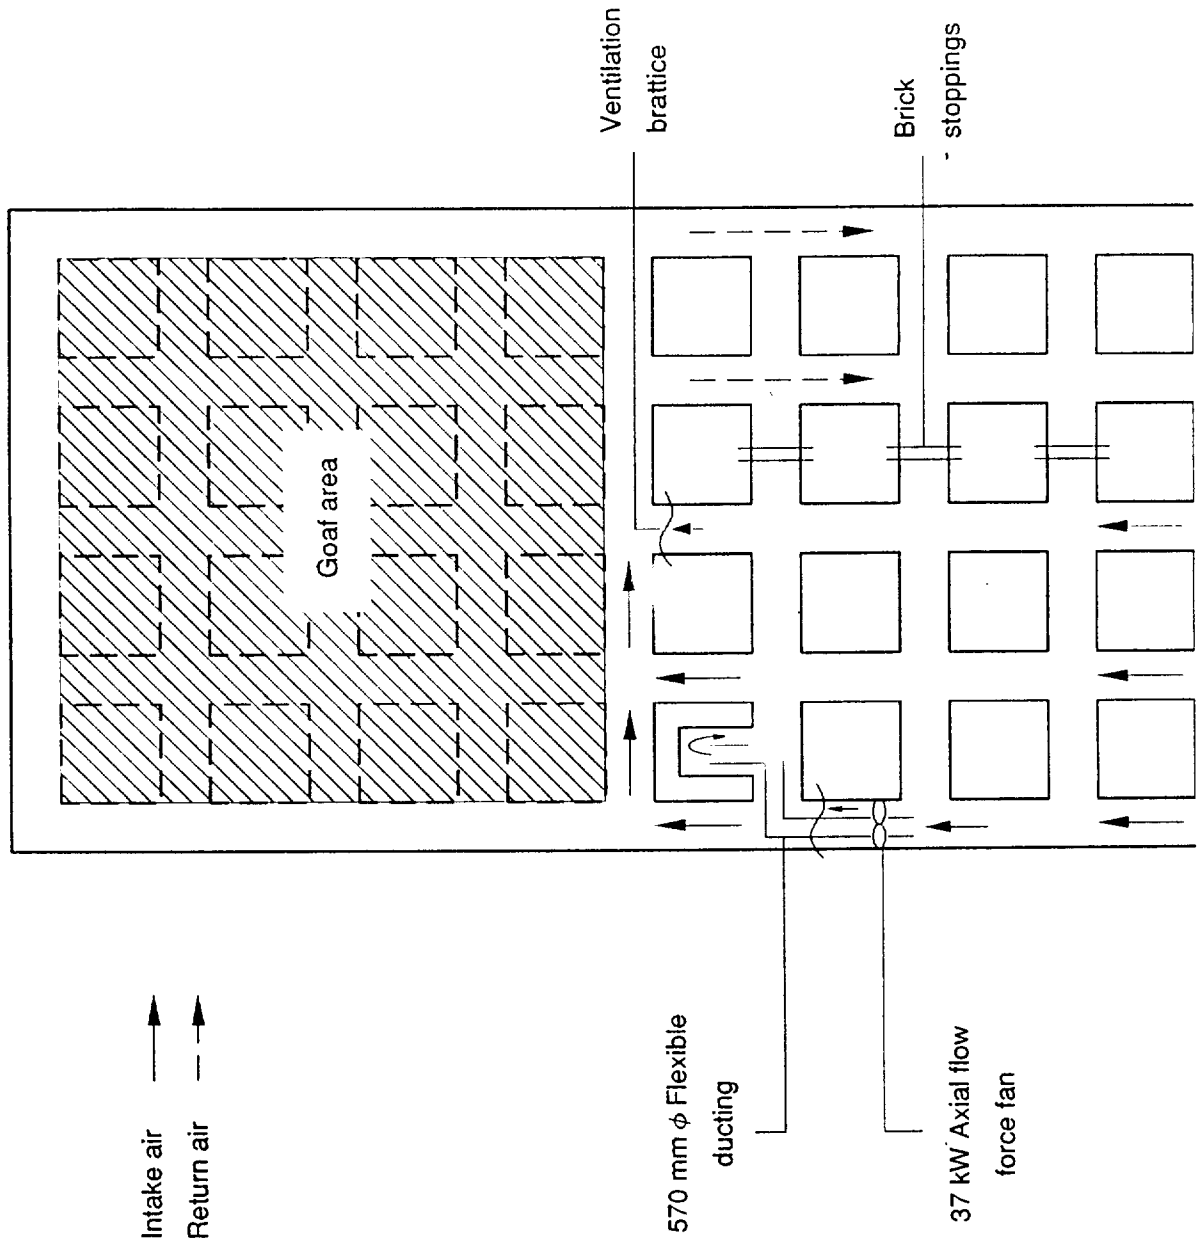 Intake air
Return air
Goaf area
Ventilation
brattice
Brick
stoppings
570 mm ϕ Flexible
ducting
37 kW Axial flow
force fan